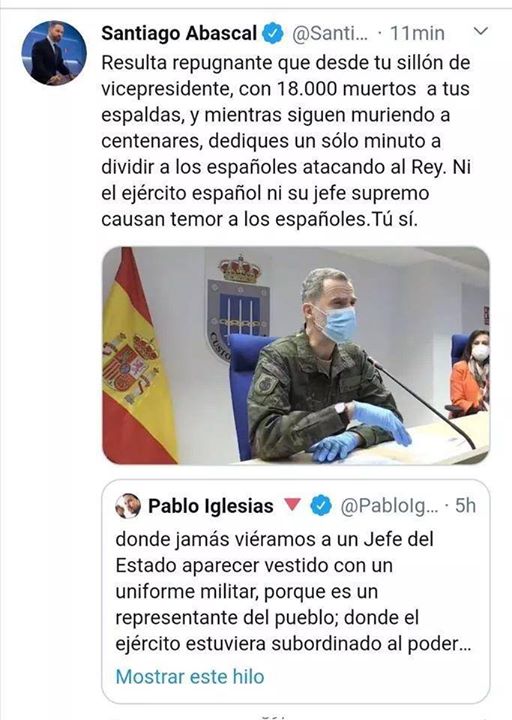 Santiago Abascal @Santi... · 11min
Resulta repugnante que desde tu sillón de
vicepresidente, con 18.000 muertos a tus
espaldas, y mientras siguen muriendo a
centenares, dediques un sólo minuto a
dividir a los españoles atacando al Rey. Ni
el ejército español ni su jefe supremo
causan temor a los españoles.Tú sí.
CUSTO
Pablo Iglesias 🔻 @PabloIg... · 5h
donde jamás viéramos a un Jefe del
Estado aparecer vestido con un
uniforme militar, porque es un
representante del pueblo; donde el
ejército estuviera subordinado al poder...
Mostrar este hilo